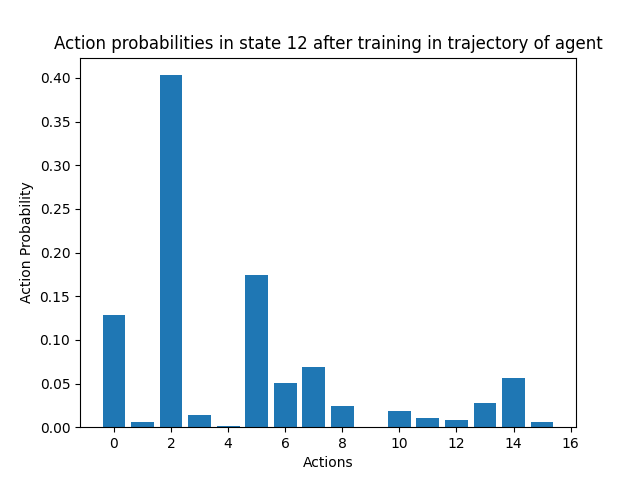 Action probabilities in state 12 after training in trajectory of agent
0.40
0.35
0.30
0.25
0.20
0.15
0.10
0.05
0.00
Action Probability
0 2 4 6 8 10 12 14 16
Actions